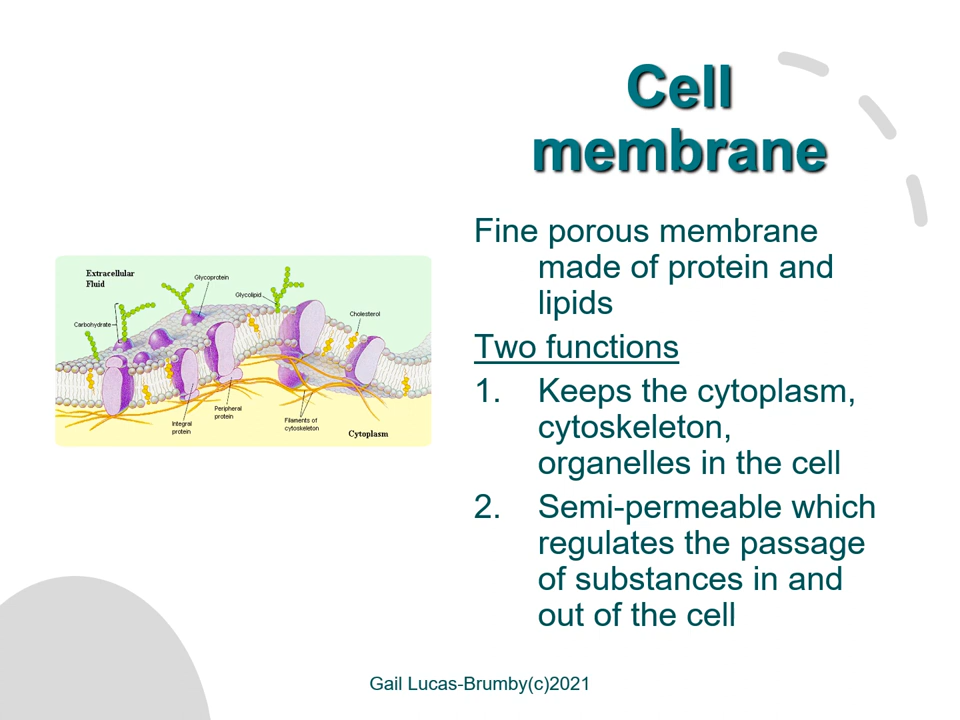 Cell
membrane
Extracellular
Fluid
Glycoprotein
Glycolipid
Carbohydrate
Cholesterol
Integral
protein
Peripheral
protein
Filaments of
cytoskeleton
Cytoplasm
Fine porous membrane
made of protein and
lipids
Two functions
1. Keeps the cytoplasm,
cytoskeleton,
organelles in the cell
2. Semi-permeable which
regulates the passage
of substances in and
out of the cell
Gail Lucas-Brumby(c)2021